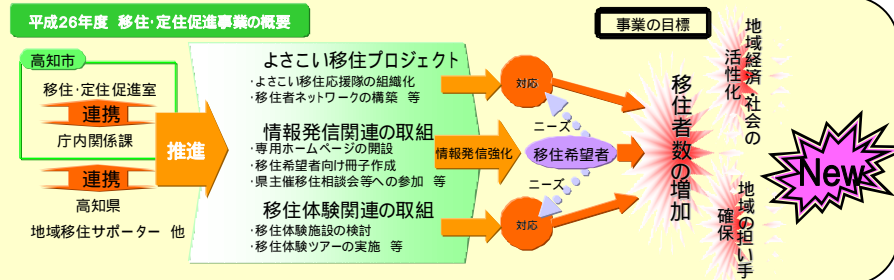 平成26年度 移住・定住促進事業の概要
高知市
移住・定住促進室
連携
庁内関係課
連携
高知県
地域移住サポーター 他
推進
よさこい移住プロジェクト
・よさこい移住応援隊の組織化
・移住者ネットワークの構築 等
情報発信関連の取組
・専用ホームページの開設
・移住希望者向け冊子作成
・県主催移住相談会等への参加 等
移住体験関連の取組
・移住体験施設の検討
・移住体験ツアーの実施 等
情報発信強化
対応
ニーズ
移住希望者
ニーズ
対応
事業の目標
移住者数の増加
地域経済・社会の
活性化
地域の担い手
確保
New